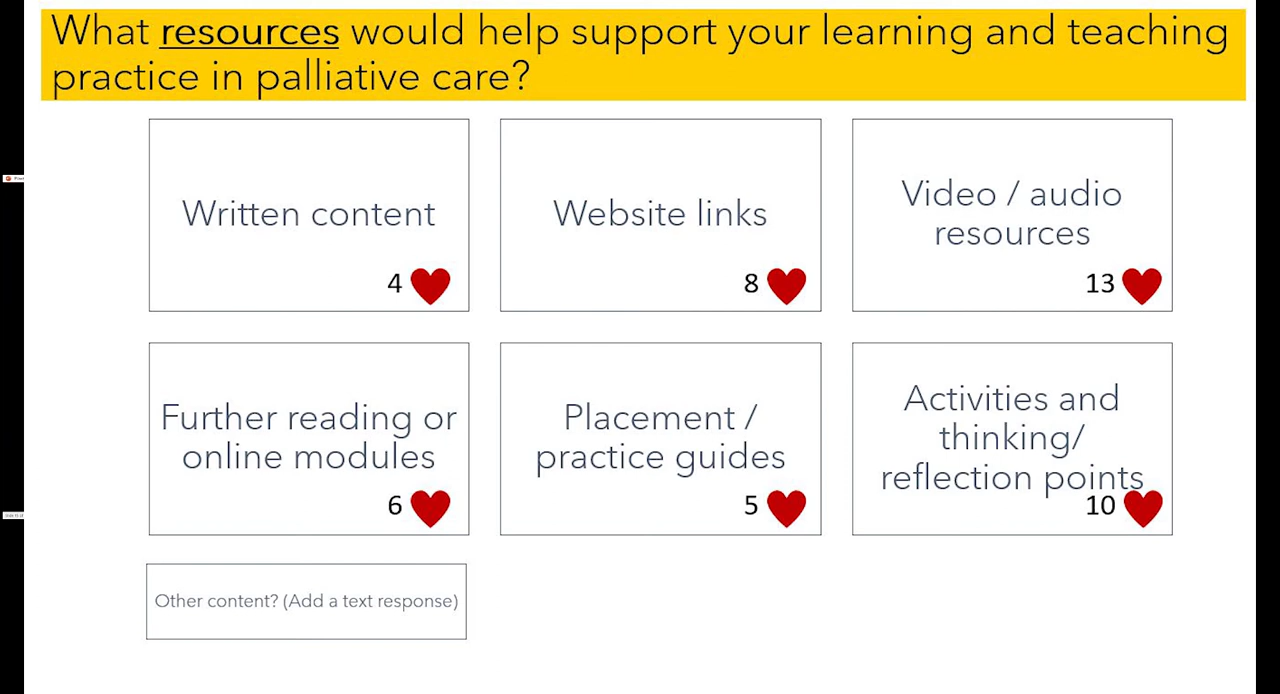 What resources would help support your learning and teaching
practice in palliative care?
Written content
4
Website links
8
Video / audio
resources
13
Further reading or
online modules
6
Placement /
practice guides
5
Activities and
thinking/
reflection points
10
Other content? (Add a text response)